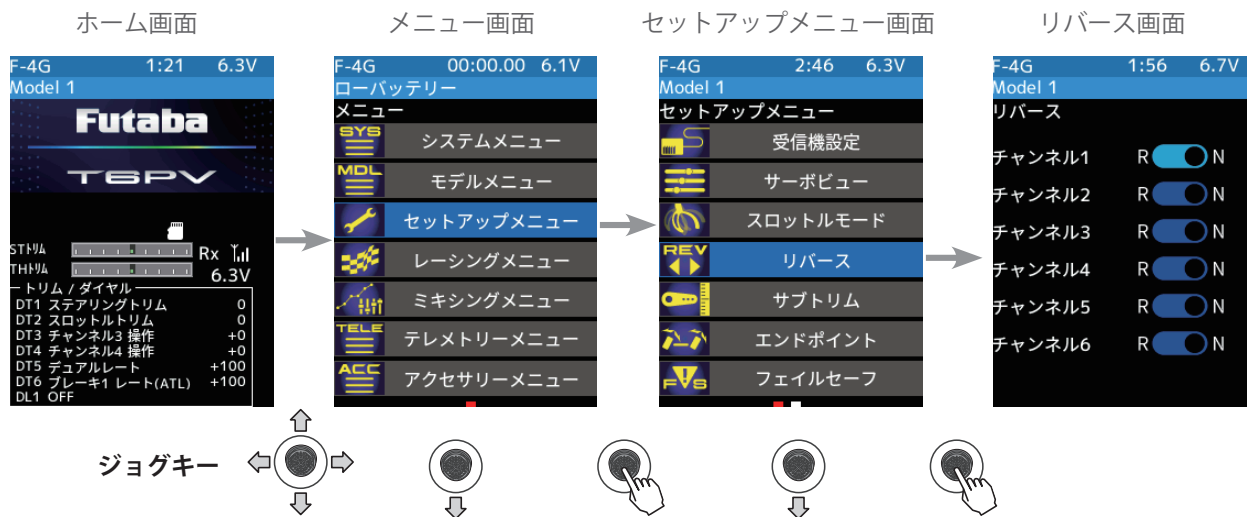 ホーム画面
F-4G 1:21 6.3V
Model 1
Futaba
T6PV
STトリム
Rx
THトリム
6.3V
トリム / ダイヤル
DT1 ステアリングトリム 0
DT2 スロットルトリム 0
DT3 チャンネル3 操作 +0
DT4 チャンネル4 操作 +0
DT5 デュアルレート +100
DT6 ブレーキ1 レート(ATL) +100
DL1 OFF
メニュー画面
F-4G 00:00.00 6.1V
ローバッテリー
メニュー
SYS システムメニュー
MDL モデルメニュー
セットアップメニュー
レーシングメニュー
ミキシングメニュー
TELE テレメトリーメニュー
ACC アクセサリーメニュー
セットアップメニュー画面
F-4G 2:46 6.3V
Model 1
セットアップメニュー
受信機設定
サーボビュー
スロットルモード
REV リバース
サブトリム
エンドポイント
F/S フェイルセーフ
リバース画面
F-4G 1:56 6.7V
Model 1
リバース
チャンネル1 R N
チャンネル2 R N
チャンネル3 R N
チャンネル4 R N
チャンネル5 R N
チャンネル6 R N
ジョグキー